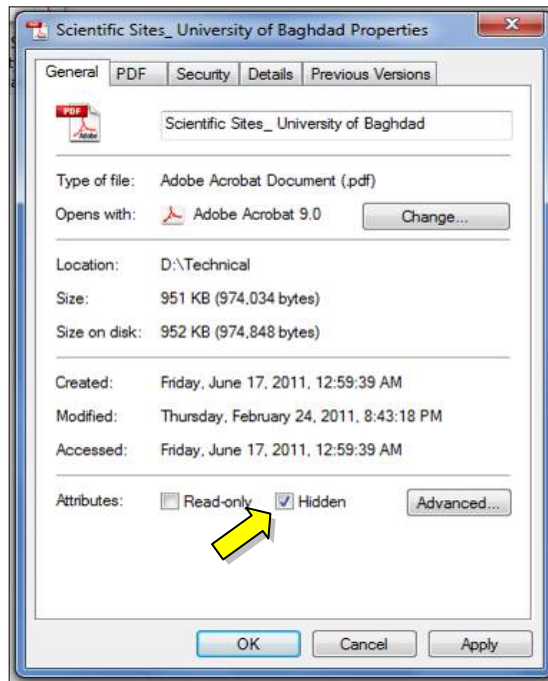 Scientific Sites_ University of Baghdad Properties
General PDF Security Details Previous Versions
PDF
Adobe
Scientific Sites_ University of Baghdad
Type of file: Adobe Acrobat Document (.pdf)
Opens with: Adobe Acrobat 9.0 Change...
Location: D:\Technical
Size: 951 KB (974,034 bytes)
Size on disk: 952 KB (974,848 bytes)
Created: Friday, June 17, 2011, 12:59:39 AM
Modified: Thursday, February 24, 2011, 8:43:18 PM
Accessed: Friday, June 17, 2011, 12:59:39 AM
Attributes: Read-only Hidden Advanced...
OK Cancel Apply